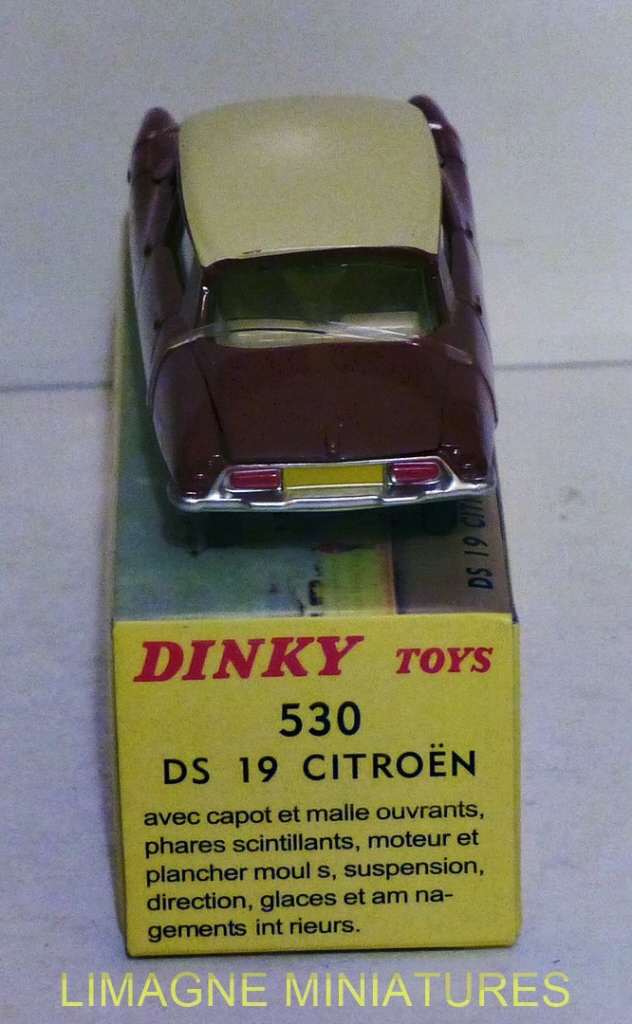 DS 19 CIT
DINKY TOYS
530
DS 19 CITROËN
avec capot et malle ouvrants,
phares scintillants, moteur et
plancher moul s, suspension,
direction, glaces et am na-
gements int rieurs.
LIMAGNE MINIATURES